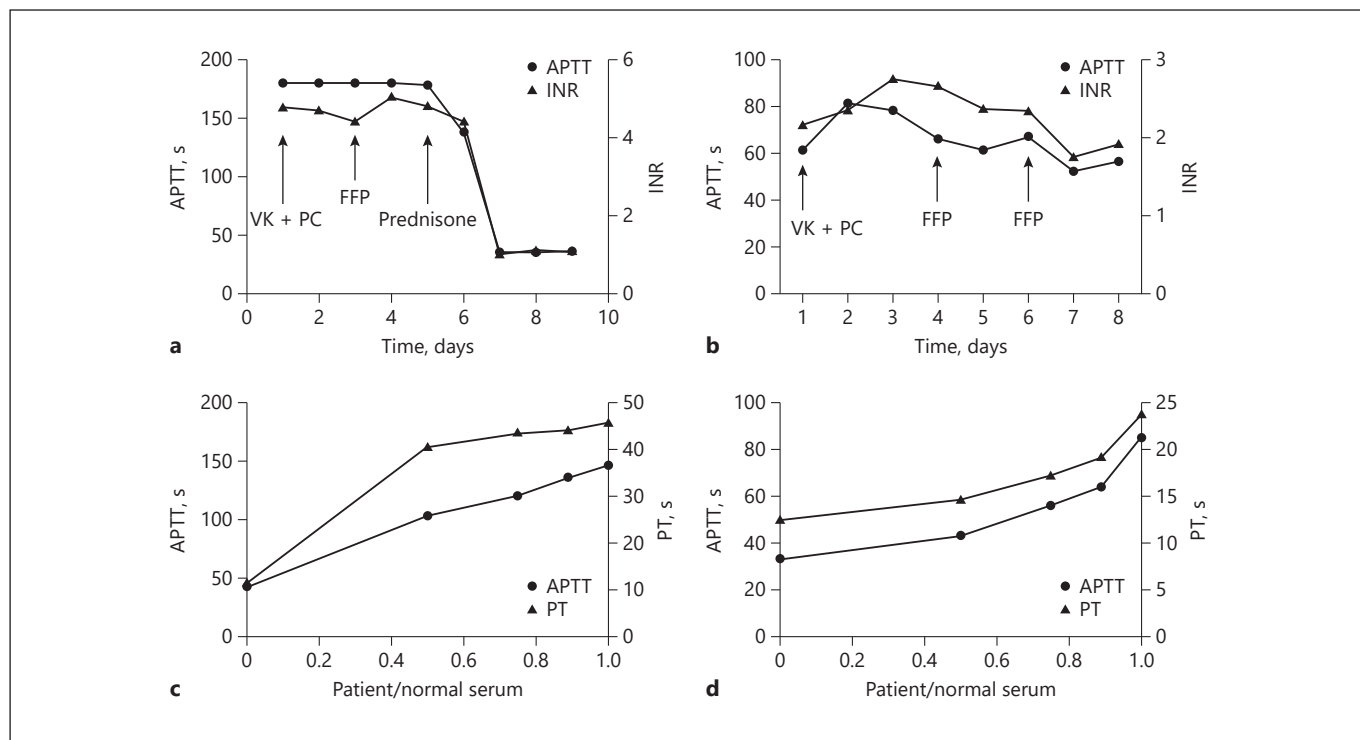 200
150
100
50
0
APTT, s
6
4
2
0
INR
APTT
INR
VK + PC
FFP
Prednisone
0 2 4 6 8 10
Time, days
a
100
80
60
40
20
0
APTT, s
3
2
1
0
INR
APTT
INR
VK + PC
FFP
FFP
1 2 3 4 5 6 7 8
Time, days
b
200
150
100
50
0
APTT, s
50
40
30
20
10
0
PT, s
APTT
PT
0 0.2 0.4 0.6 0.8 1.0
Patient/normal serum
c
100
80
60
40
20
0
APTT, s
25
20
15
10
5
0
PT, s
APTT
PT
0 0.2 0.4 0.6 0.8 1.0
Patient/normal serum
d